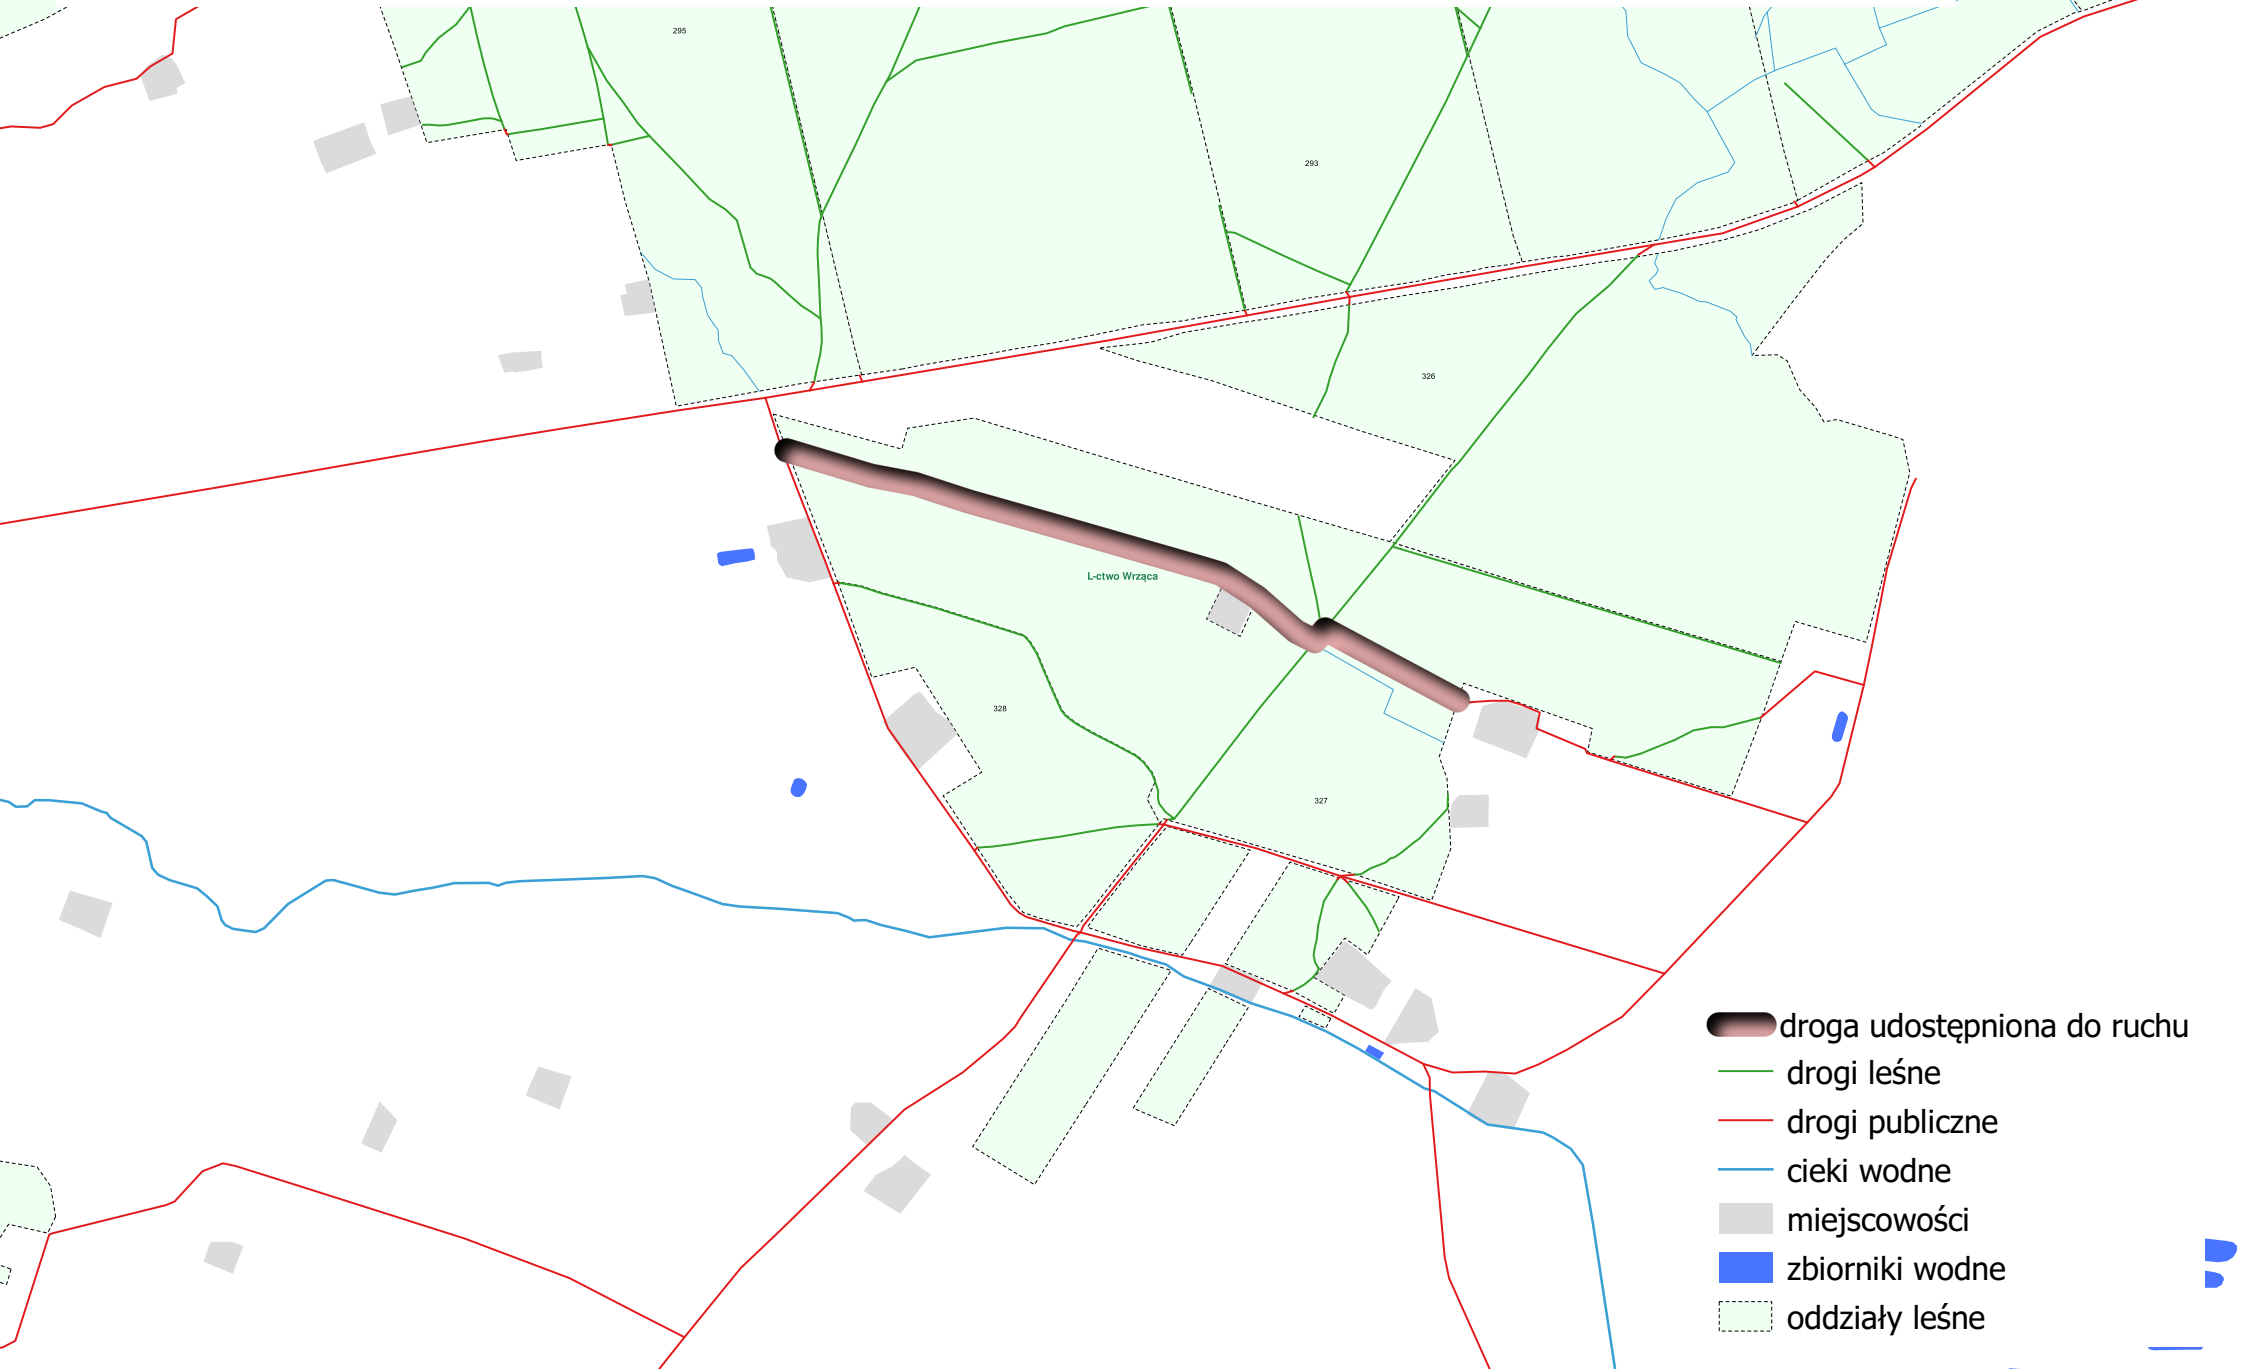 295
293
326
L-ctwo Wrząca
328
327
droga udostępniona do ruchu
drogi leśne
drogi publiczne
cieki wodne
miejscowości
zbiorniki wodne
oddziały leśne